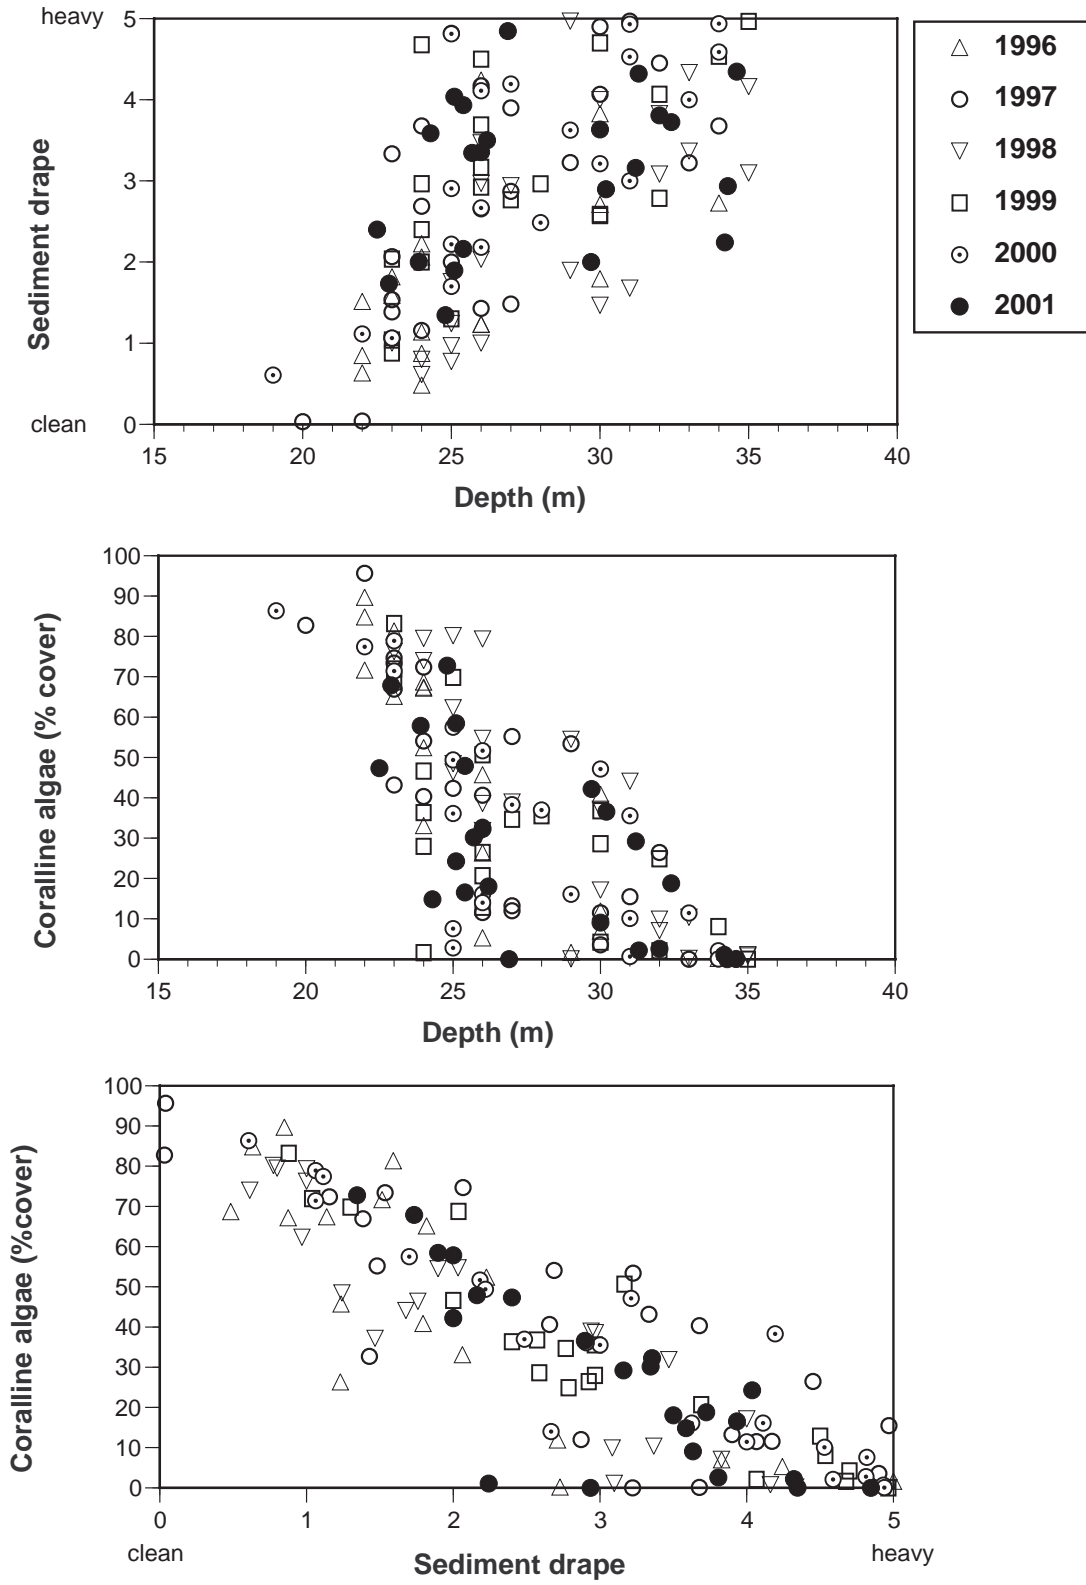 heavy
5
4
3
2
1
0
clean
Sediment drape
15 20 25 30 35 40
Depth (m)
1996
1997
1998
1999
2000
2001
100
90
80
70
60
50
40
30
20
10
0
Coralline algae (% cover)
15 20 25 30 35 40
Depth (m)
100
90
80
70
60
50
40
30
20
10
0
Coralline algae (%cover)
0 1 2 3 4 5
clean heavy
Sediment drape